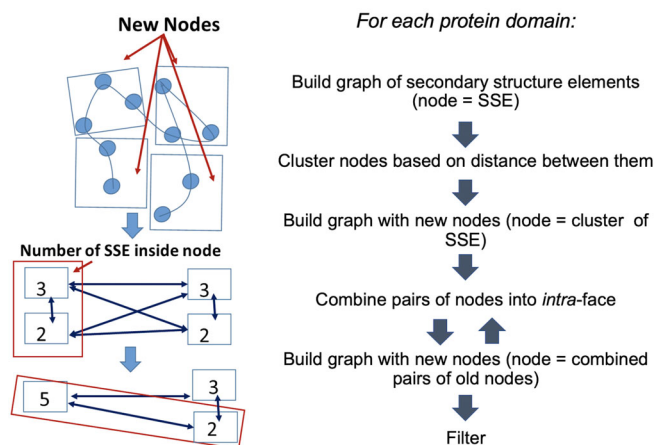 New Nodes
Number of SSE inside node
3
3
2
2
5
3
2
For each protein domain:
Build graph of secondary structure elements
(node = SSE)
Cluster nodes based on distance between them
Build graph with new nodes (node = cluster of
SSE)
Combine pairs of nodes into intra-face
Build graph with new nodes (node = combined
pairs of old nodes)
Filter